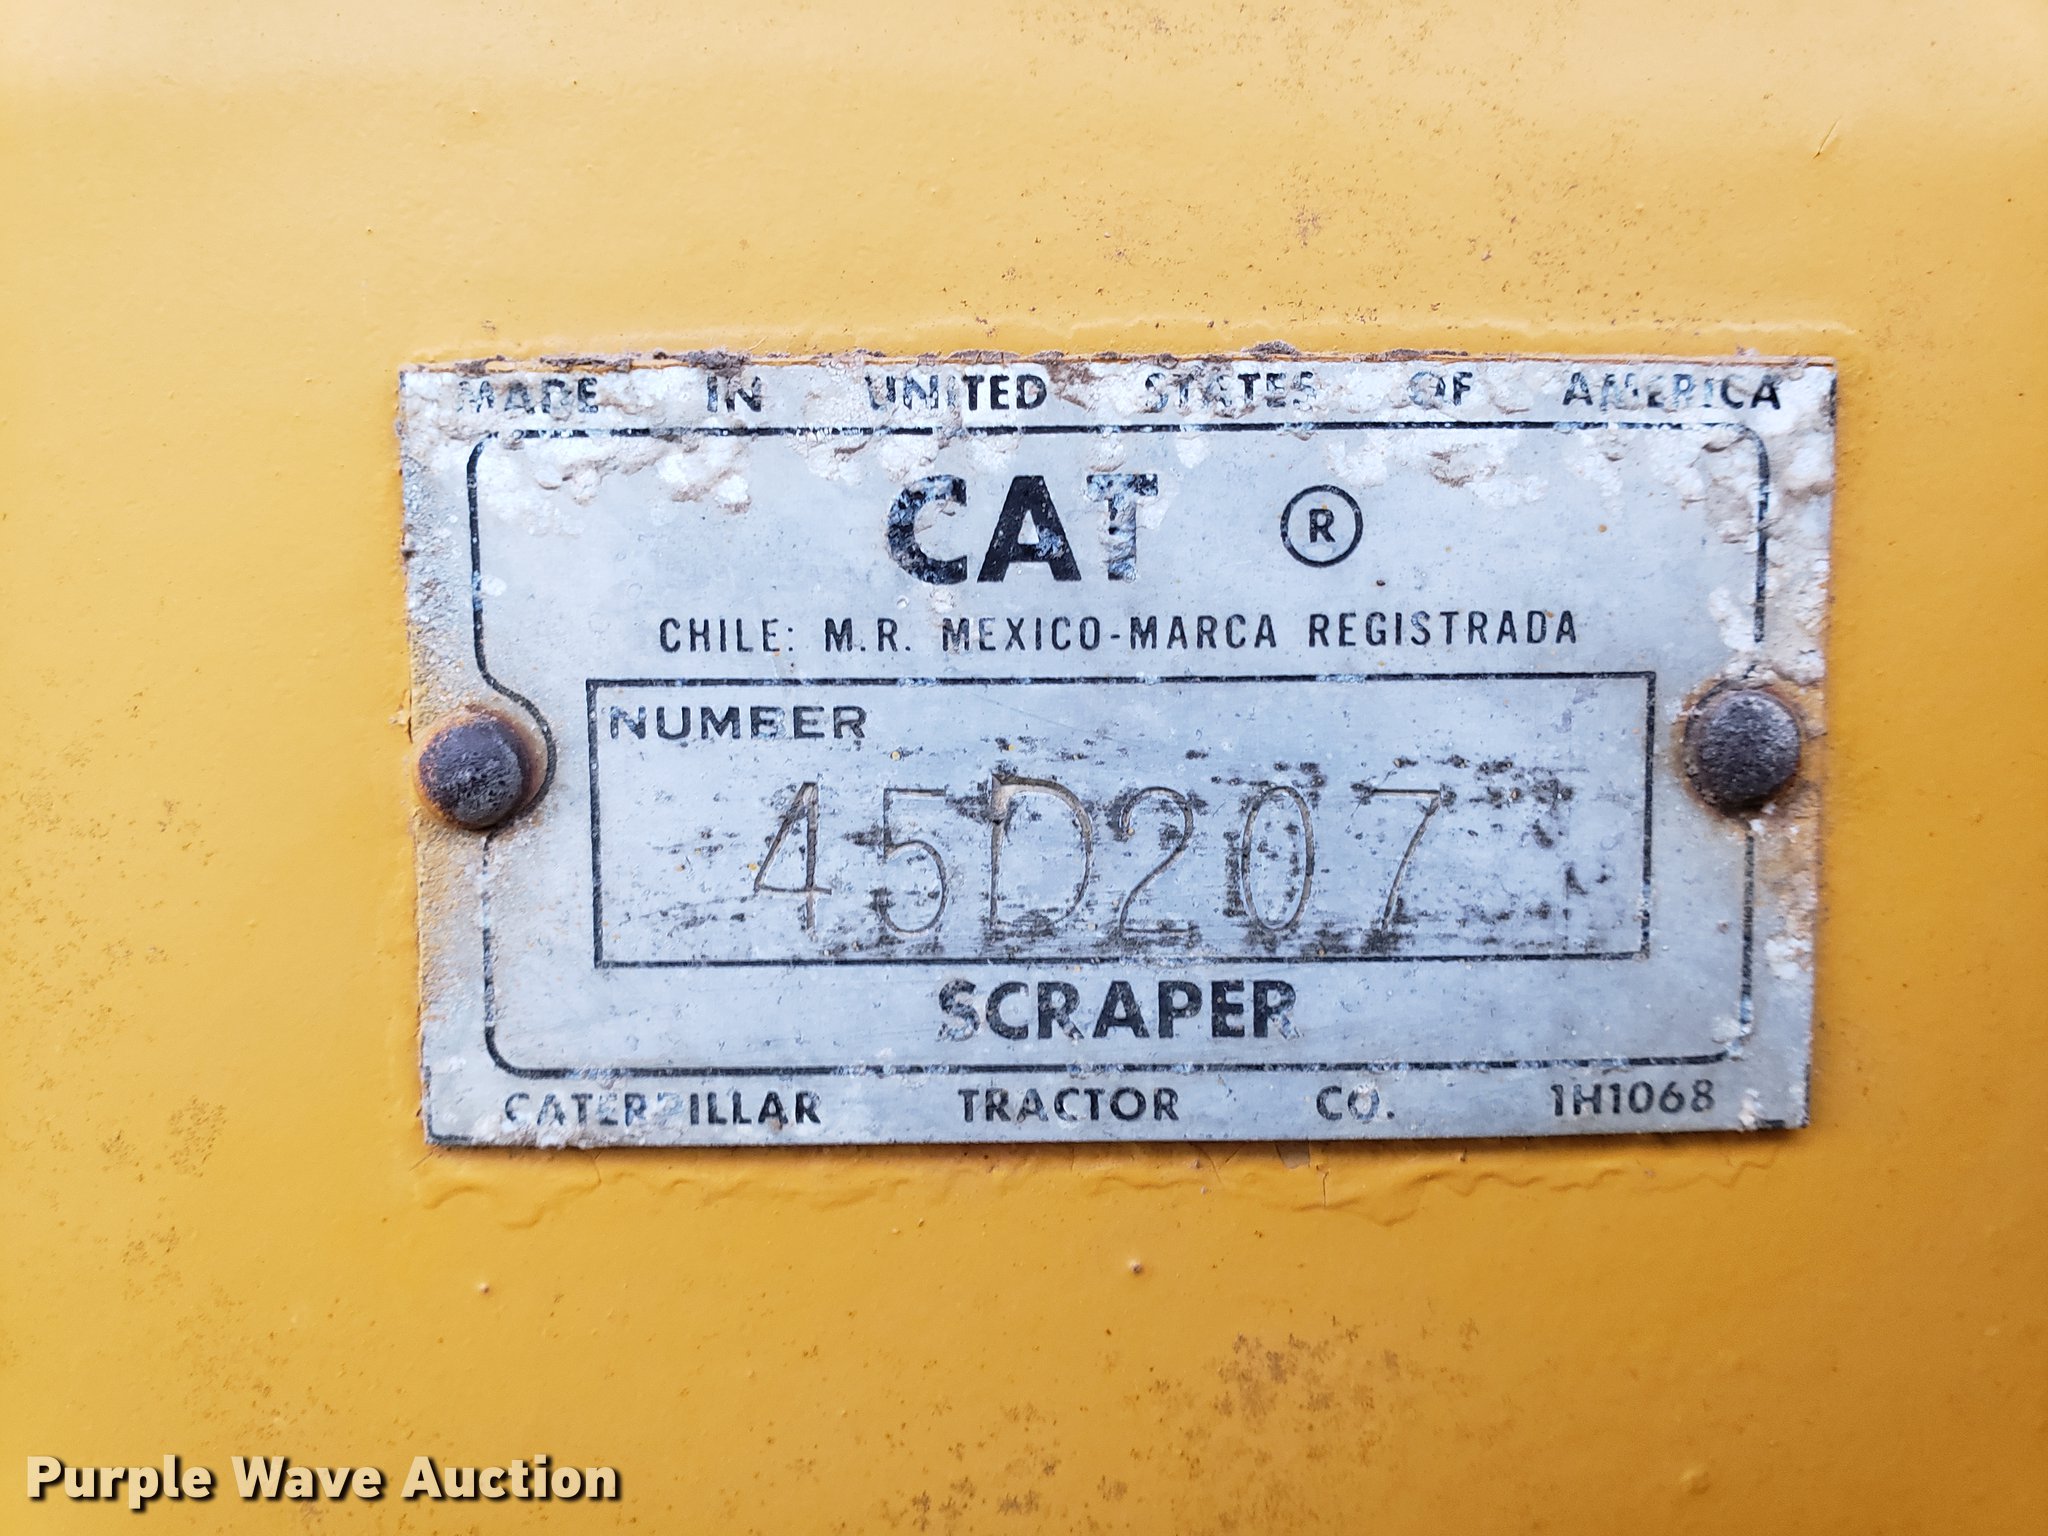 MADE IN UNITED STATES OF AMERICA
CAT ®
CHILE: M.R. MEXICO-MARCA REGISTRADA
NUMBER
45D207
SCRAPER
CATERPILLAR TRACTOR CO. 1H1068
Purple Wave Auction